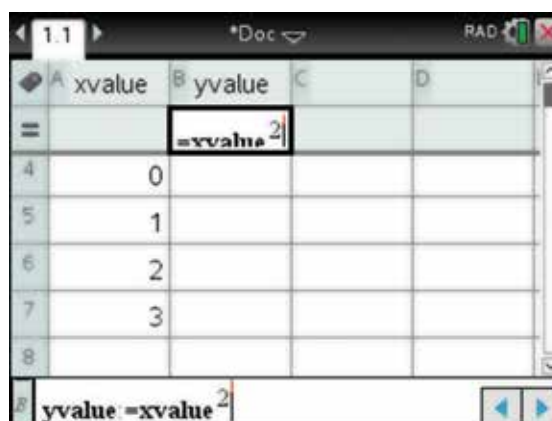 1.1 *Doc RAD
A xvalue B yvalue C D
= =xvalue²
4 0
5 1
6 2
7 3
8
B yvalue:=xvalue²